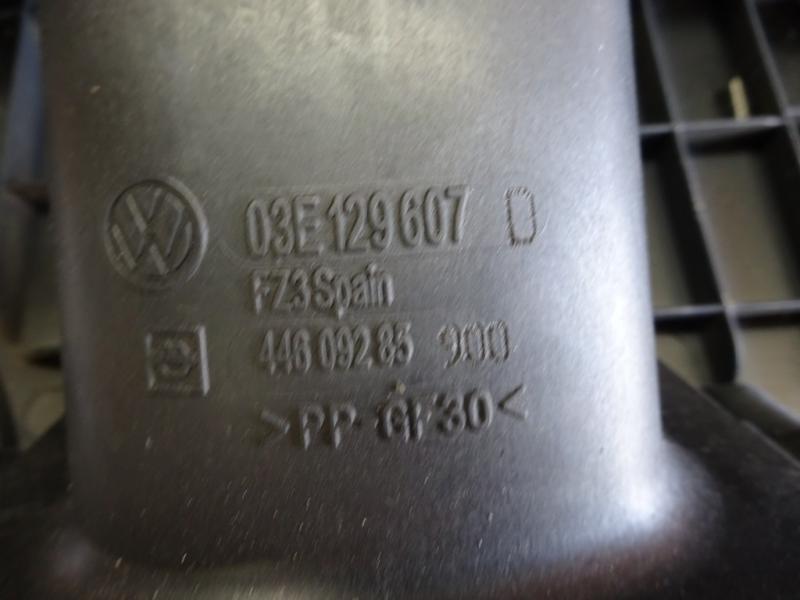 03E 129 607 D
FZ3 Spain
446 092 85 900
>PP GF30<